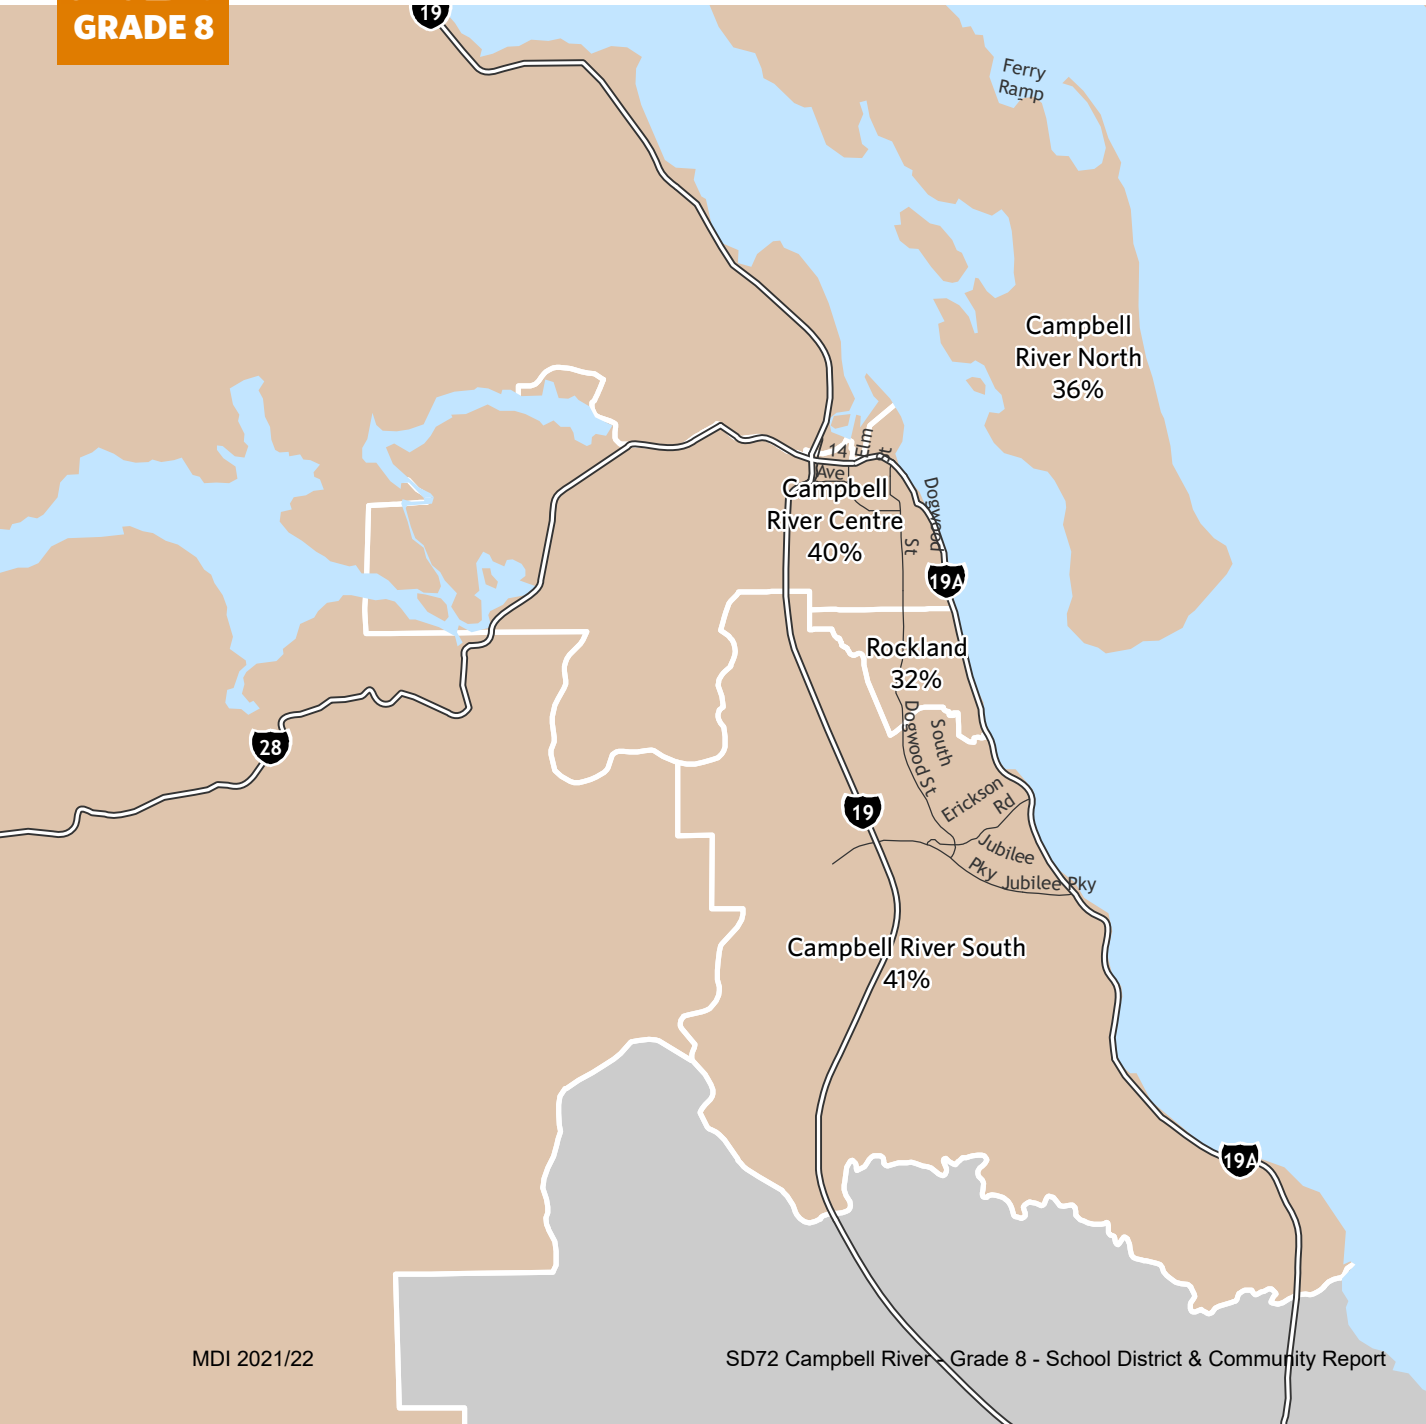 GRADE 8
19
Ferry
Ramp
Campbell
River North
36%
14
Ave
Elm
St
Campbell
River Centre
40%
Dogwood
St
19A
Rockland
32%
Dogwood St
South
28
Erickson
Rd
19
Jubilee
Pky
Jubilee Pky
Campbell River South
41%
19A
MDI 2021/22
SD72 Campbell River - Grade 8 - School District & Community Report